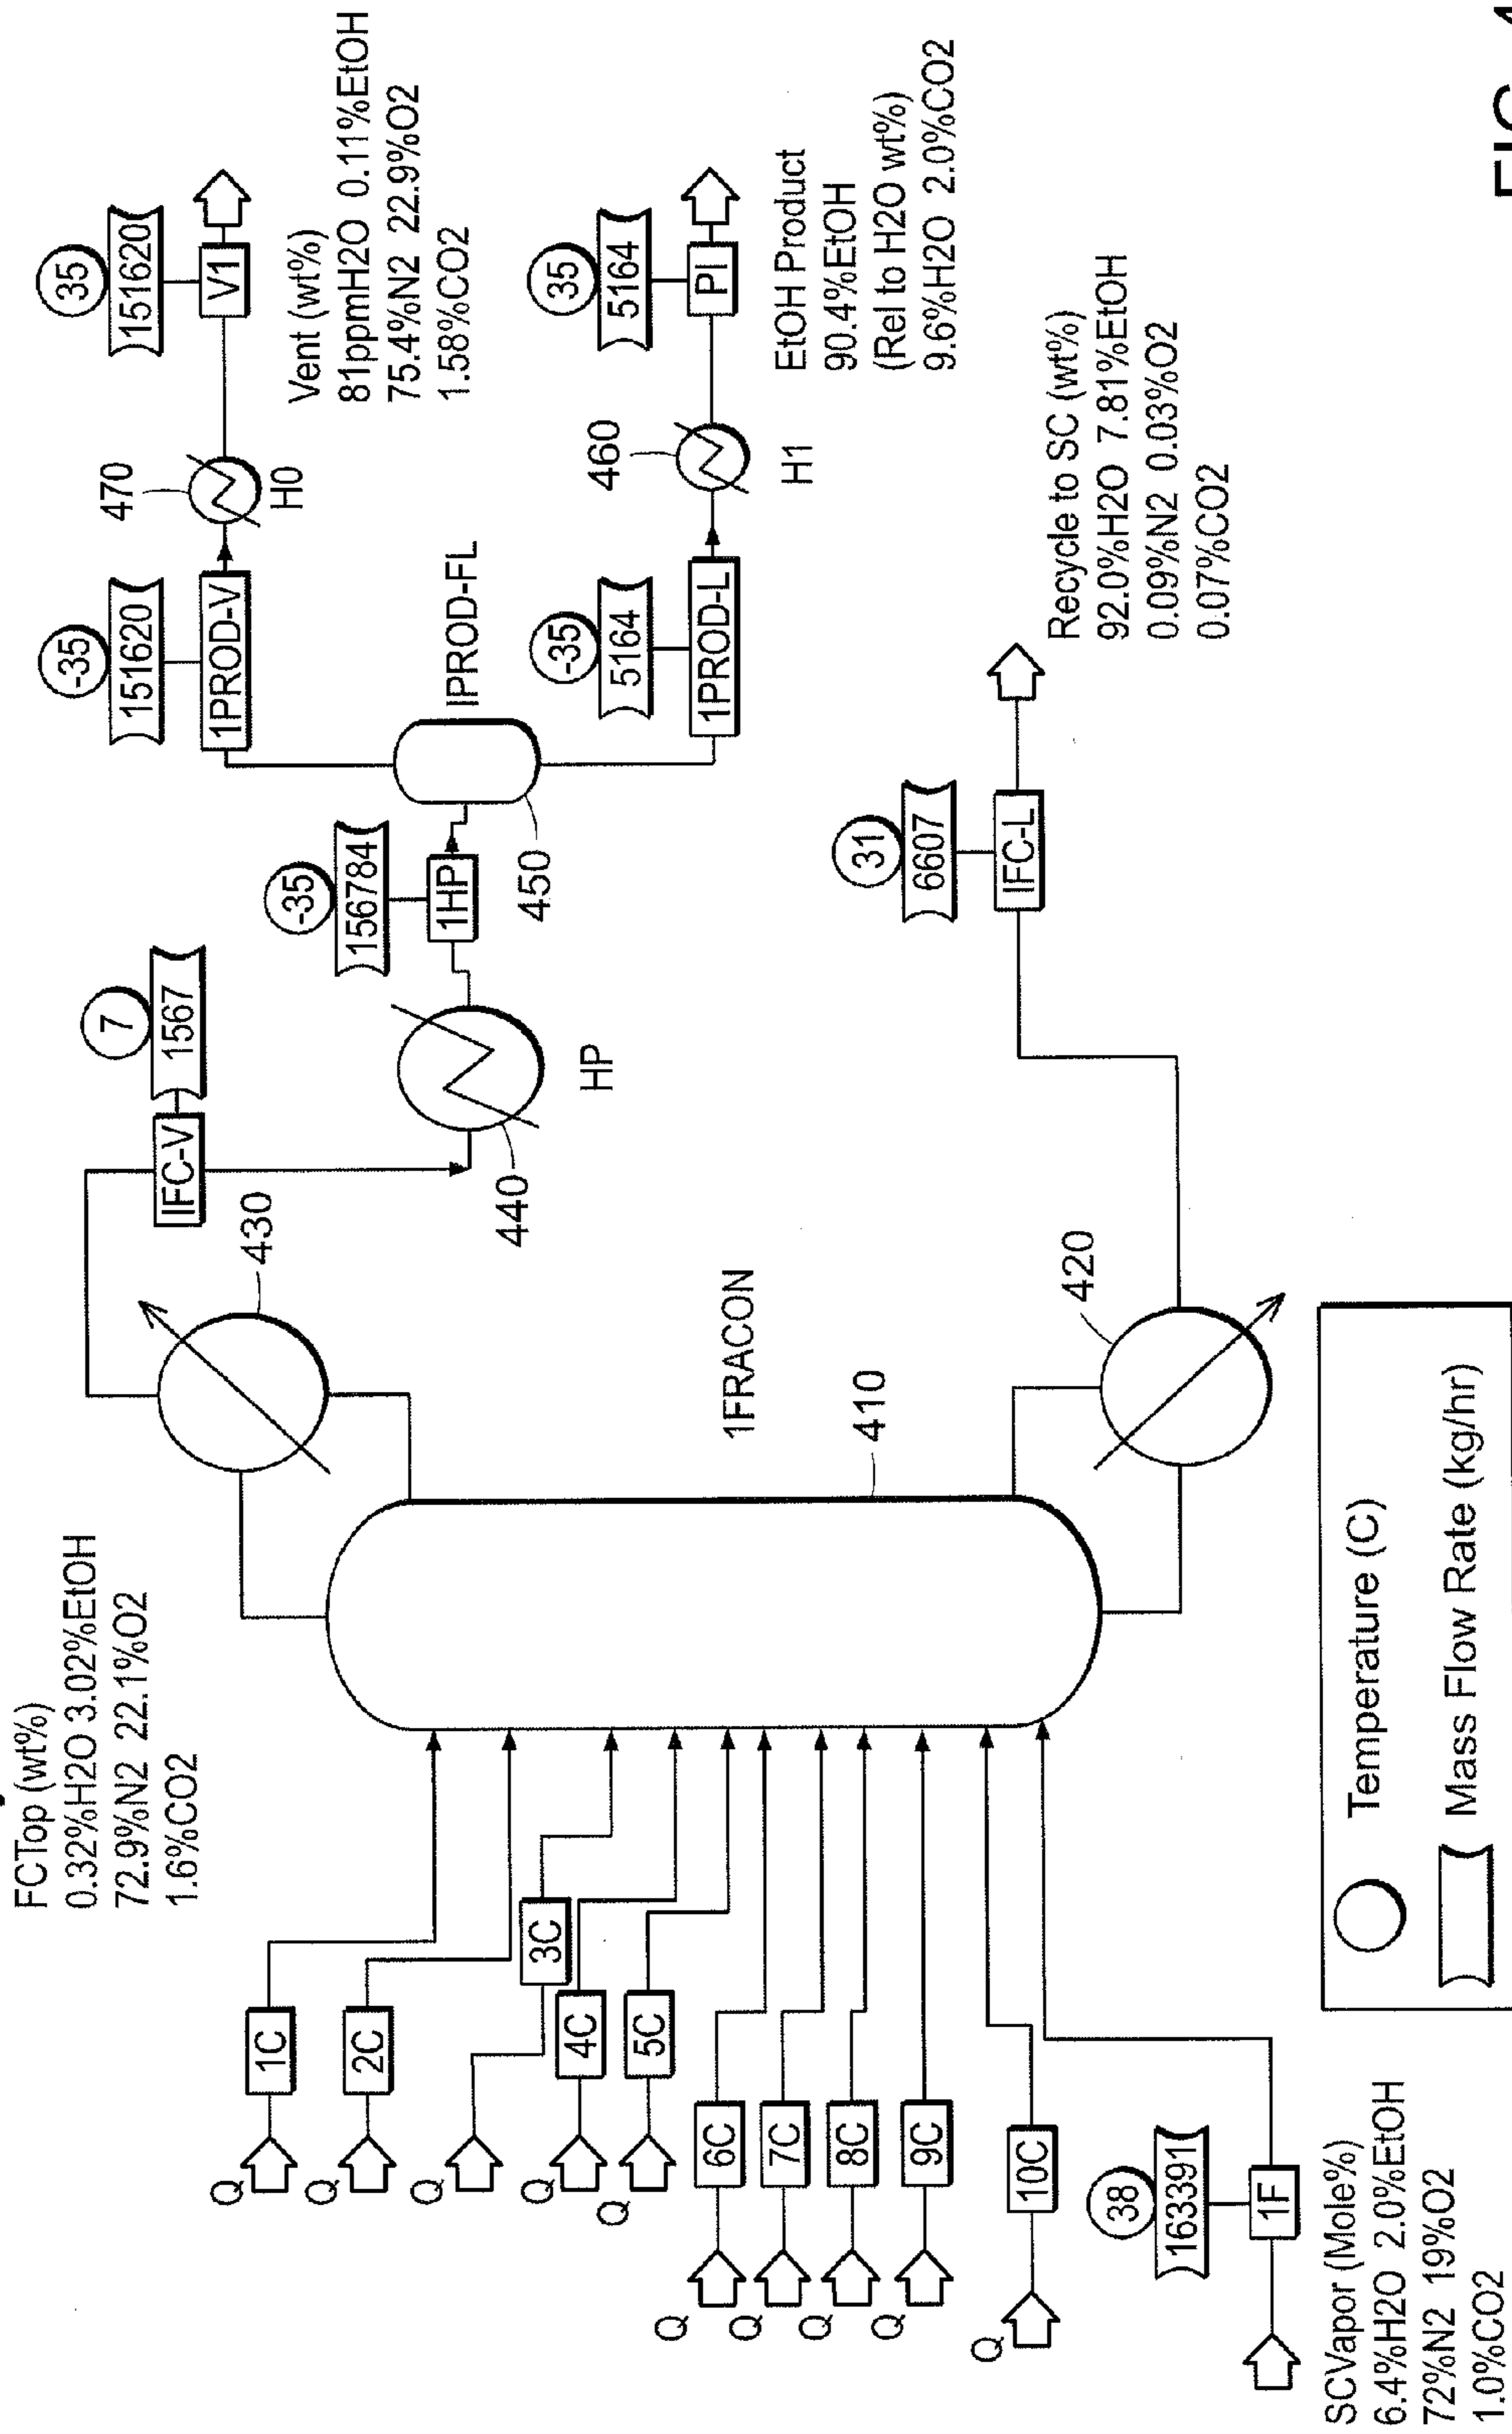 FCTop (wt%)
0.32%H2O 3.02%EtOH
72.9%N2 22.1%O2
1.6%CO2
Q
1C
Q
2C
Q
3C
Q
4C
Q
5C
Q
6C
Q
7C
Q
8C
Q
9C
Q
10C
38
163391
1F
SCVapor (Mole%)
6.4%H2O 2.0%EtOH
72%N2 19%O2
1.0%CO2
1FRACON
410
420
430
7
1567
IFC-V
HP
440
-35
156784
1HP
450
IPROD-FL
-35
151620
1PROD-V
470
H0
35
151620
V1
Vent (wt%)
81ppmH2O 0.11%EtOH
75.4%N2 22.9%O2
1.58%CO2
-35
5164
1PROD-L
460
H1
35
5164
PI
EtOH Product
90.4%EtOH
(Rel to H2O wt%)
9.6%H2O 2.0%CO2
31
6607
IFC-L
Recycle to SC (wt%)
92.0%H2O 7.81%EtOH
0.09%N2 0.03%O2
0.07%CO2
Temperature (C)
Mass Flow Rate (kg/hr)